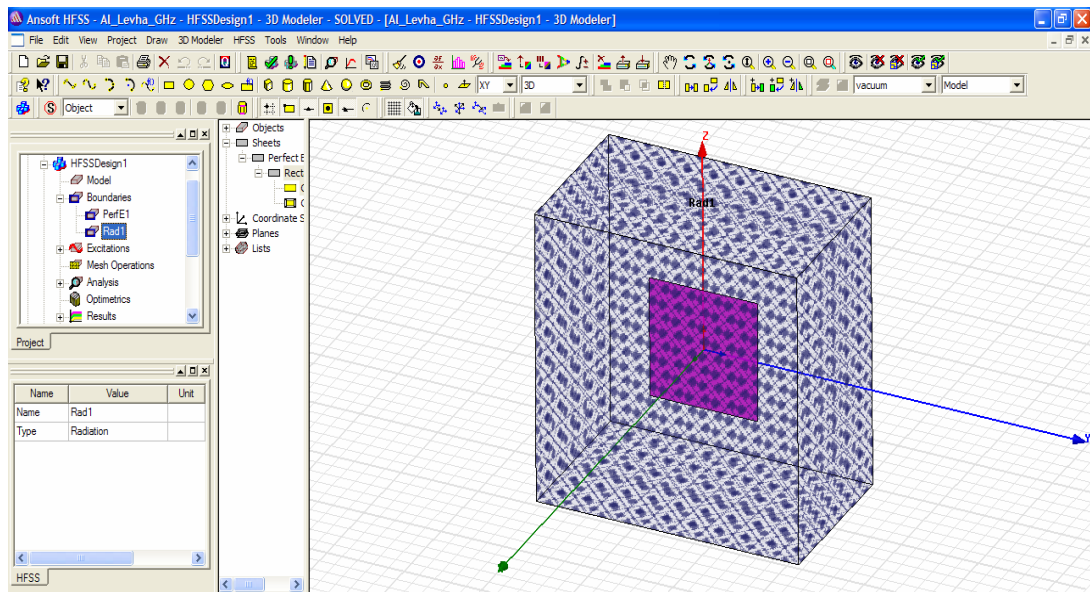 Ansoft HFSS - Al_Levha_GHz - HFSSDesign1 - 3D Modeler - SOLVED - [Al_Levha_GHz - HFSSDesign1 - 3D Modeler]
File Edit View Project Draw 3D Modeler HFSS Tools Window Help
XY 3D vacuum Model
Object
HFSSDesign1
Model
Boundaries
PerfE1
Rad1
Excitations
Mesh Operations
Analysis
Optimetrics
Results
Project
Name Value Unit
Name Rad1
Type Radiation
HFSS
Objects
Sheets
Perfect E
Rect
C
C
Coordinate S
Planes
Lists
Z
Rad1
Y